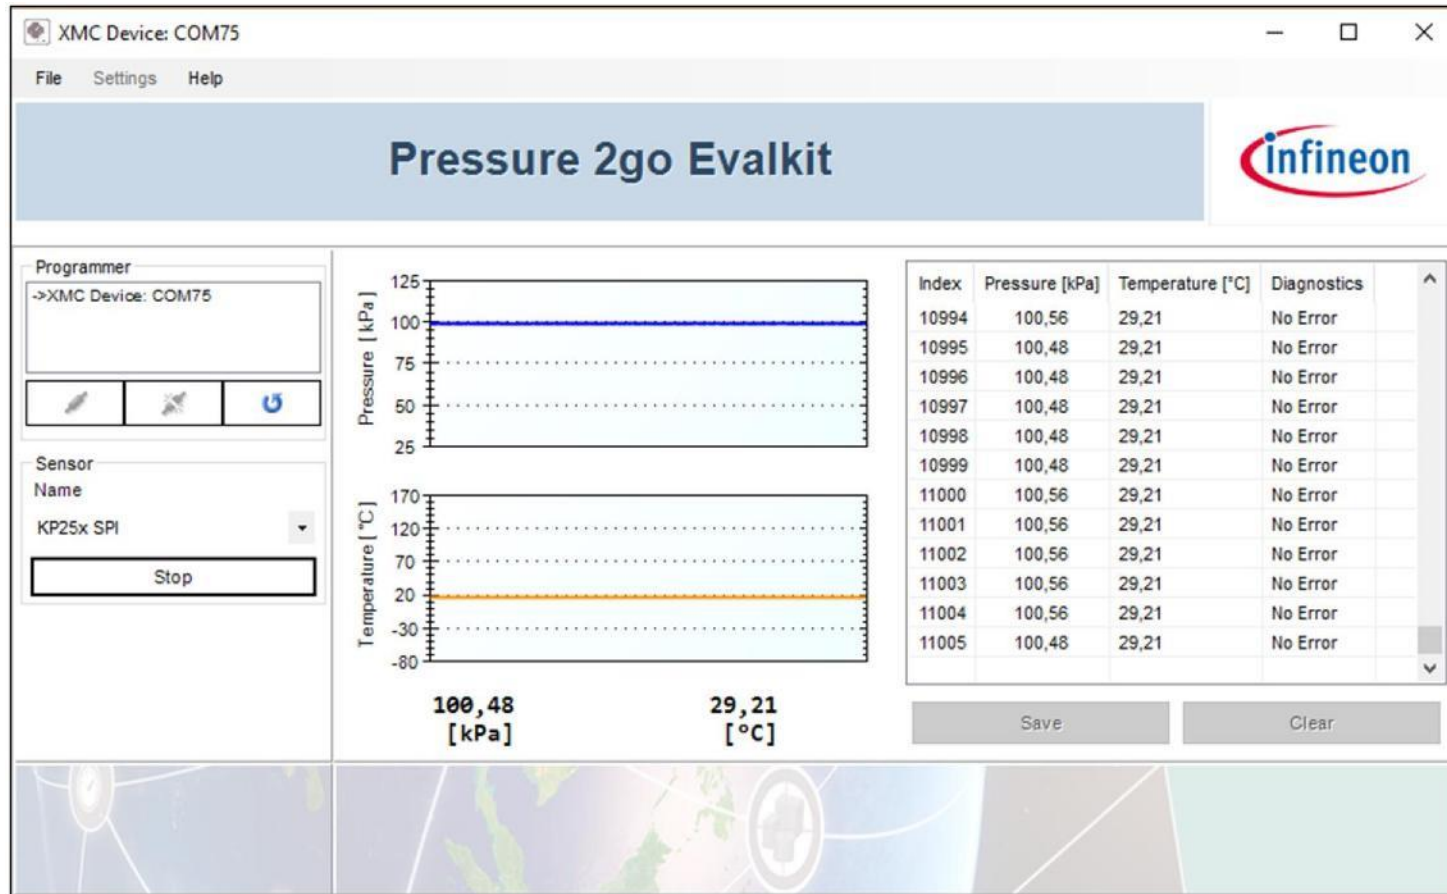 XMC Device: COM75
File Settings Help
Pressure 2go Evalkit
infineon
Programmer
->XMC Device: COM75
Sensor
Name
KP25x SPI
Stop
Pressure [kPa]
125
100
75
50
25
Temperature [°C]
170
120
70
20
-30
-80
100,48 29,21
[kPa] [°C]
Index Pressure [kPa] Temperature [°C] Diagnostics
10994 100,56 29,21 No Error
10995 100,48 29,21 No Error
10996 100,48 29,21 No Error
10997 100,48 29,21 No Error
10998 100,48 29,21 No Error
10999 100,48 29,21 No Error
11000 100,56 29,21 No Error
11001 100,56 29,21 No Error
11002 100,56 29,21 No Error
11003 100,56 29,21 No Error
11004 100,56 29,21 No Error
11005 100,48 29,21 No Error
Save Clear